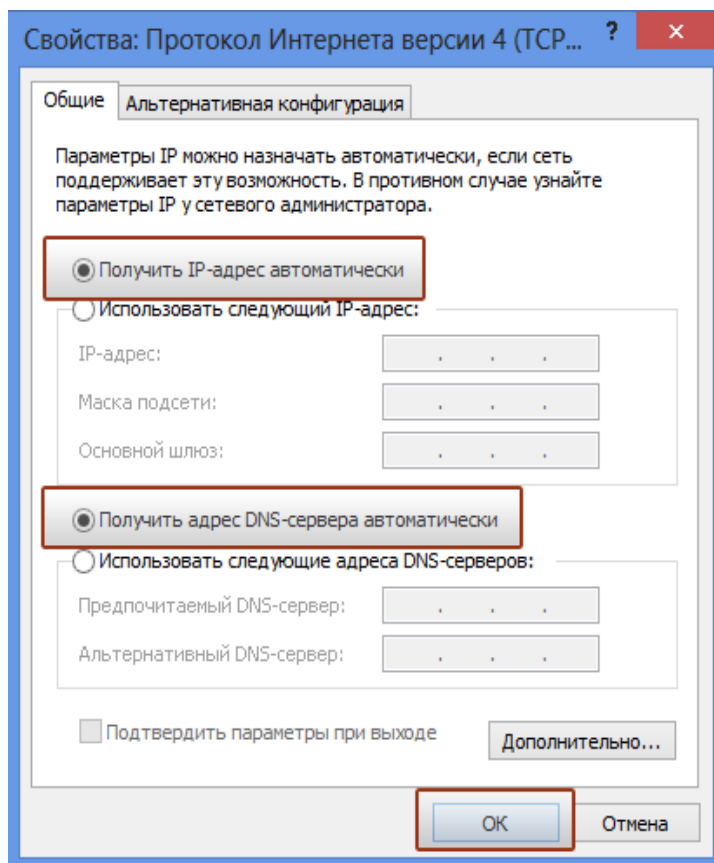 Свойства: Протокол Интернета версии 4 (TCP... ? ×
Общие Альтернативная конфигурация
Параметры IP можно назначать автоматически, если сеть
поддерживает эту возможность. В противном случае узнайте
параметры IP у сетевого администратора.
Получить IP-адрес автоматически
Использовать следующий IP-адрес:
IP-адрес: . . .
Маска подсети: . . .
Основной шлюз: . . .
Получить адрес DNS-сервера автоматически
Использовать следующие адреса DNS-серверов:
Предпочитаемый DNS-сервер: . . .
Альтернативный DNS-сервер: . . .
Подтвердить параметры при выходе Дополнительно...
ОК Отмена